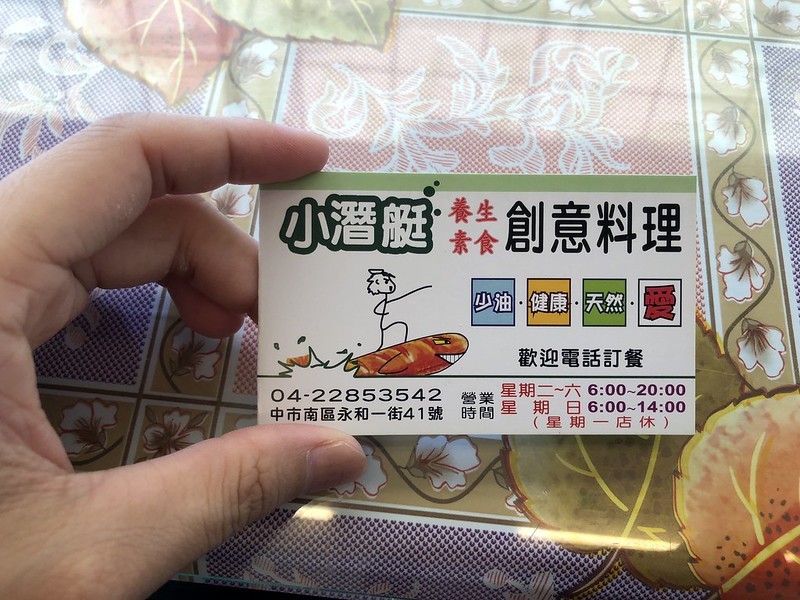 小潛艇 養生素食 創意料理
少油·健康·天然·愛
歡迎電話訂餐
04-22853542
中市南區永和一街41號
營業時間
星期二~六 6:00~20:00
星期日 6:00~14:00
(星期一店休)